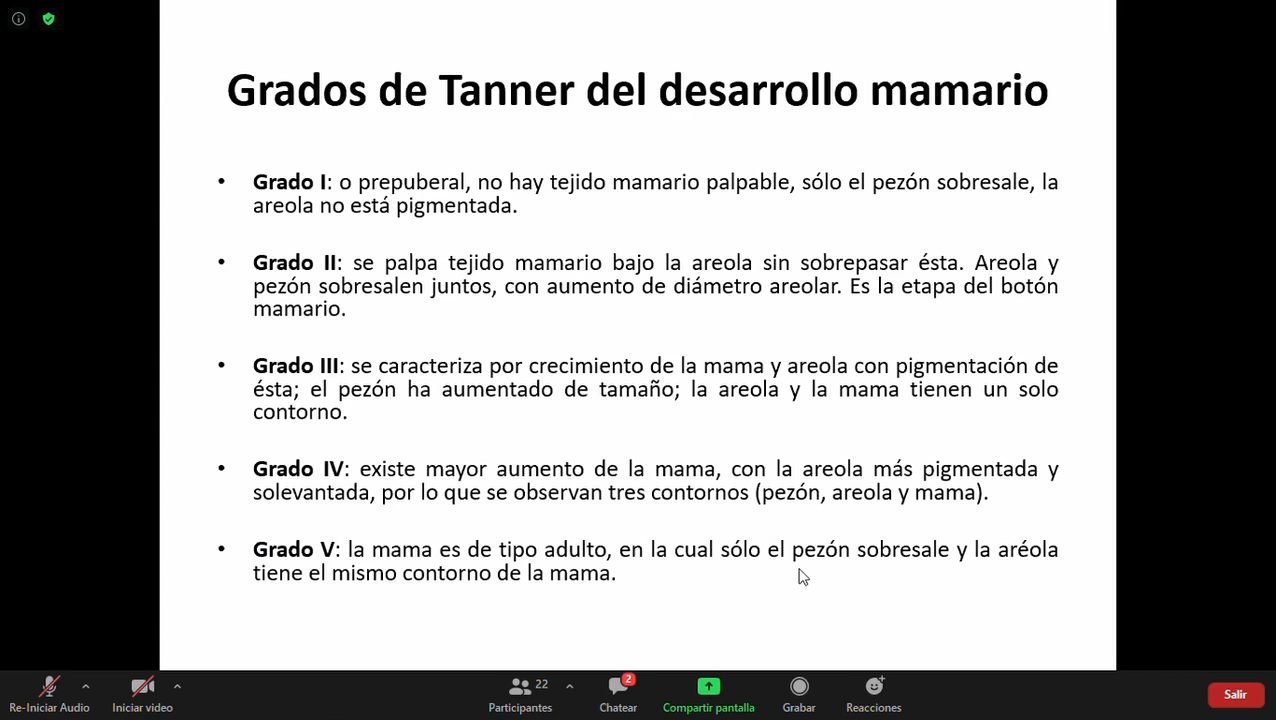 Grados de Tanner del desarrollo mamario
• Grado I: o prepuberal, no hay tejido mamario palpable, sólo el pezón sobresale, la
areola no está pigmentada.
• Grado II: se palpa tejido mamario bajo la areola sin sobrepasar ésta. Areola y
pezón sobresalen juntos, con aumento de diámetro areolar. Es la etapa del botón
mamario.
• Grado III: se caracteriza por crecimiento de la mama y areola con pigmentación de
ésta; el pezón ha aumentado de tamaño; la areola y la mama tienen un solo
contorno.
• Grado IV: existe mayor aumento de la mama, con la areola más pigmentada y
solevantada, por lo que se observan tres contornos (pezón, areola y mama).
• Grado V: la mama es de tipo adulto, en la cual sólo el pezón sobresale y la aréola
tiene el mismo contorno de la mama.
22
2
Re-Iniciar Audio
Iniciar video
Participantes
Chatear
Compartir pantalla
Grabar
Reacciones
Salir